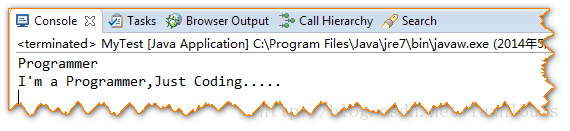 Console Tasks Browser Output Call Hierarchy Search
<terminated> MyTest [Java Application] C:\Program Files\Java\jre7\bin\javaw.exe (2014年5
Programmer
I'm a Programmer,Just Coding.....